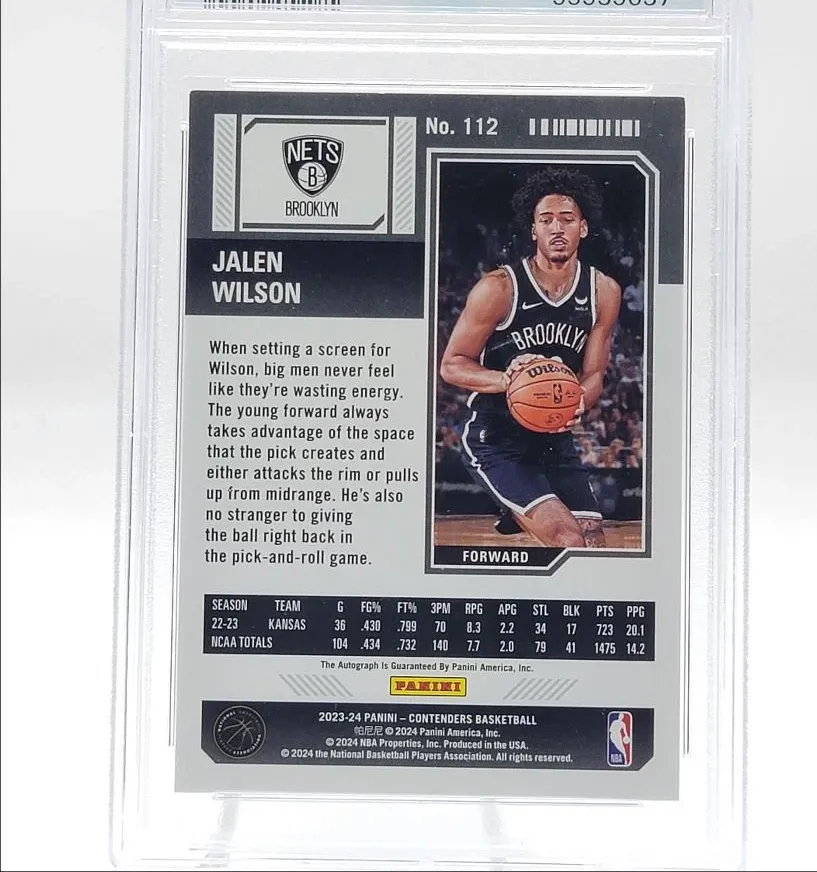 NETS
B
BROOKLYN
No. 112
JALEN
WILSON
BROOKLYN
Wilson
When setting a screen for
Wilson, big men never feel
like they're wasting energy.
The young forward always
takes advantage of the space
that the pick creates and
either attacks the rim or pulls
up from midrange. He's also
no stranger to giving
the ball right back in
the pick-and-roll game.
FORWARD
SEASON TEAM G FG% FT% 3PM RPG APG STL BLK PTS PPG
22-23 KANSAS 36 .430 .799 70 8.3 2.2 34 17 723 20.1
NCAA TOTALS 104 .434 .732 140 7.7 2.0 79 41 1475 14.2
The Autograph Is Guaranteed By Panini America, Inc.
PANINI
2023-24 PANINI – CONTENDERS BASKETBALL
帕尼尼 © 2024 Panini America, Inc.
© 2024 NBA Properties, Inc. Produced in the USA.
© 2024 the National Basketball Players Association. All rights reserved.
NBA